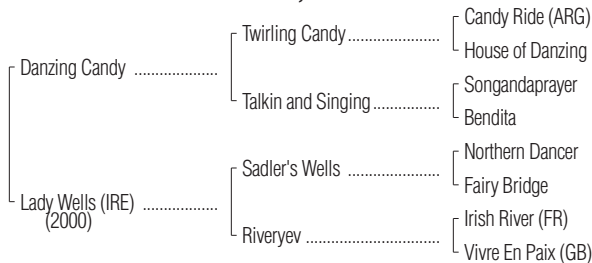 Candy Ride (ARG)
Twirling Candy....................
House of Danzing
Danzing Candy ..................
Songandaprayer
Talkin and Singing...............
Bendita
Northern Dancer
Sadler's Wells ....................
Fairy Bridge
Lady Wells (IRE) ................
(2000)
Irish River (FR)
Riveryev .............................
Vivre En Paix (GB)